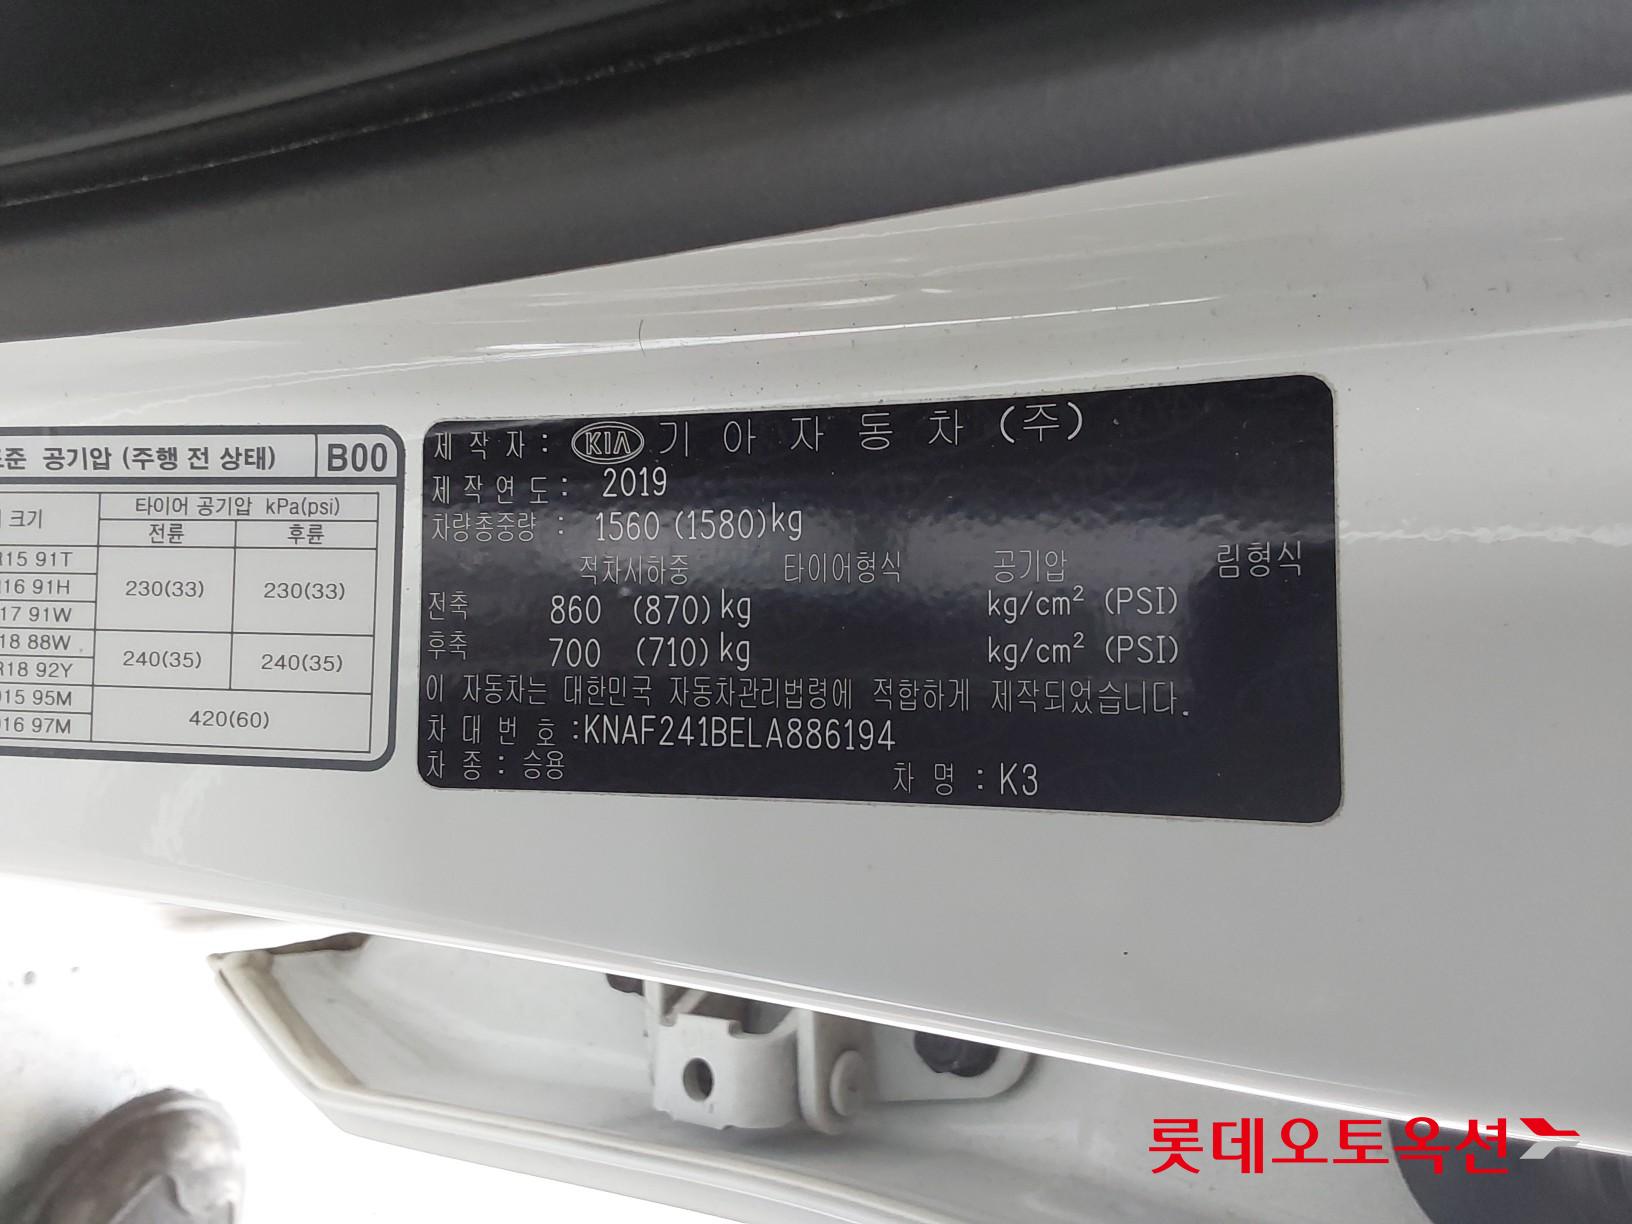 준 공기압 (주행 전 상태) B00
크기 타이어 공기압 kPa(psi)
전륜 후륜
R15 91T 230(33) 230(33)
16 91H
17 91W
18 88W 240(35) 240(35)
R18 92Y
15 95M 420(60)
16 97M
제작자 : KIA 기아자동차(주)
제작연도 : 2019
차량총중량 : 1560 (1580)kg
적차시하중 타이어형식 공기압 림형식
전축 860 (870)kg kg/cm² (PSI)
후축 700 (710)kg kg/cm² (PSI)
이 자동차는 대한민국 자동차관리법령에 적합하게 제작되었습니다.
차대번호 :KNAF241BELA886194
차종 : 승용 차명 : K3
롯데오토옥션